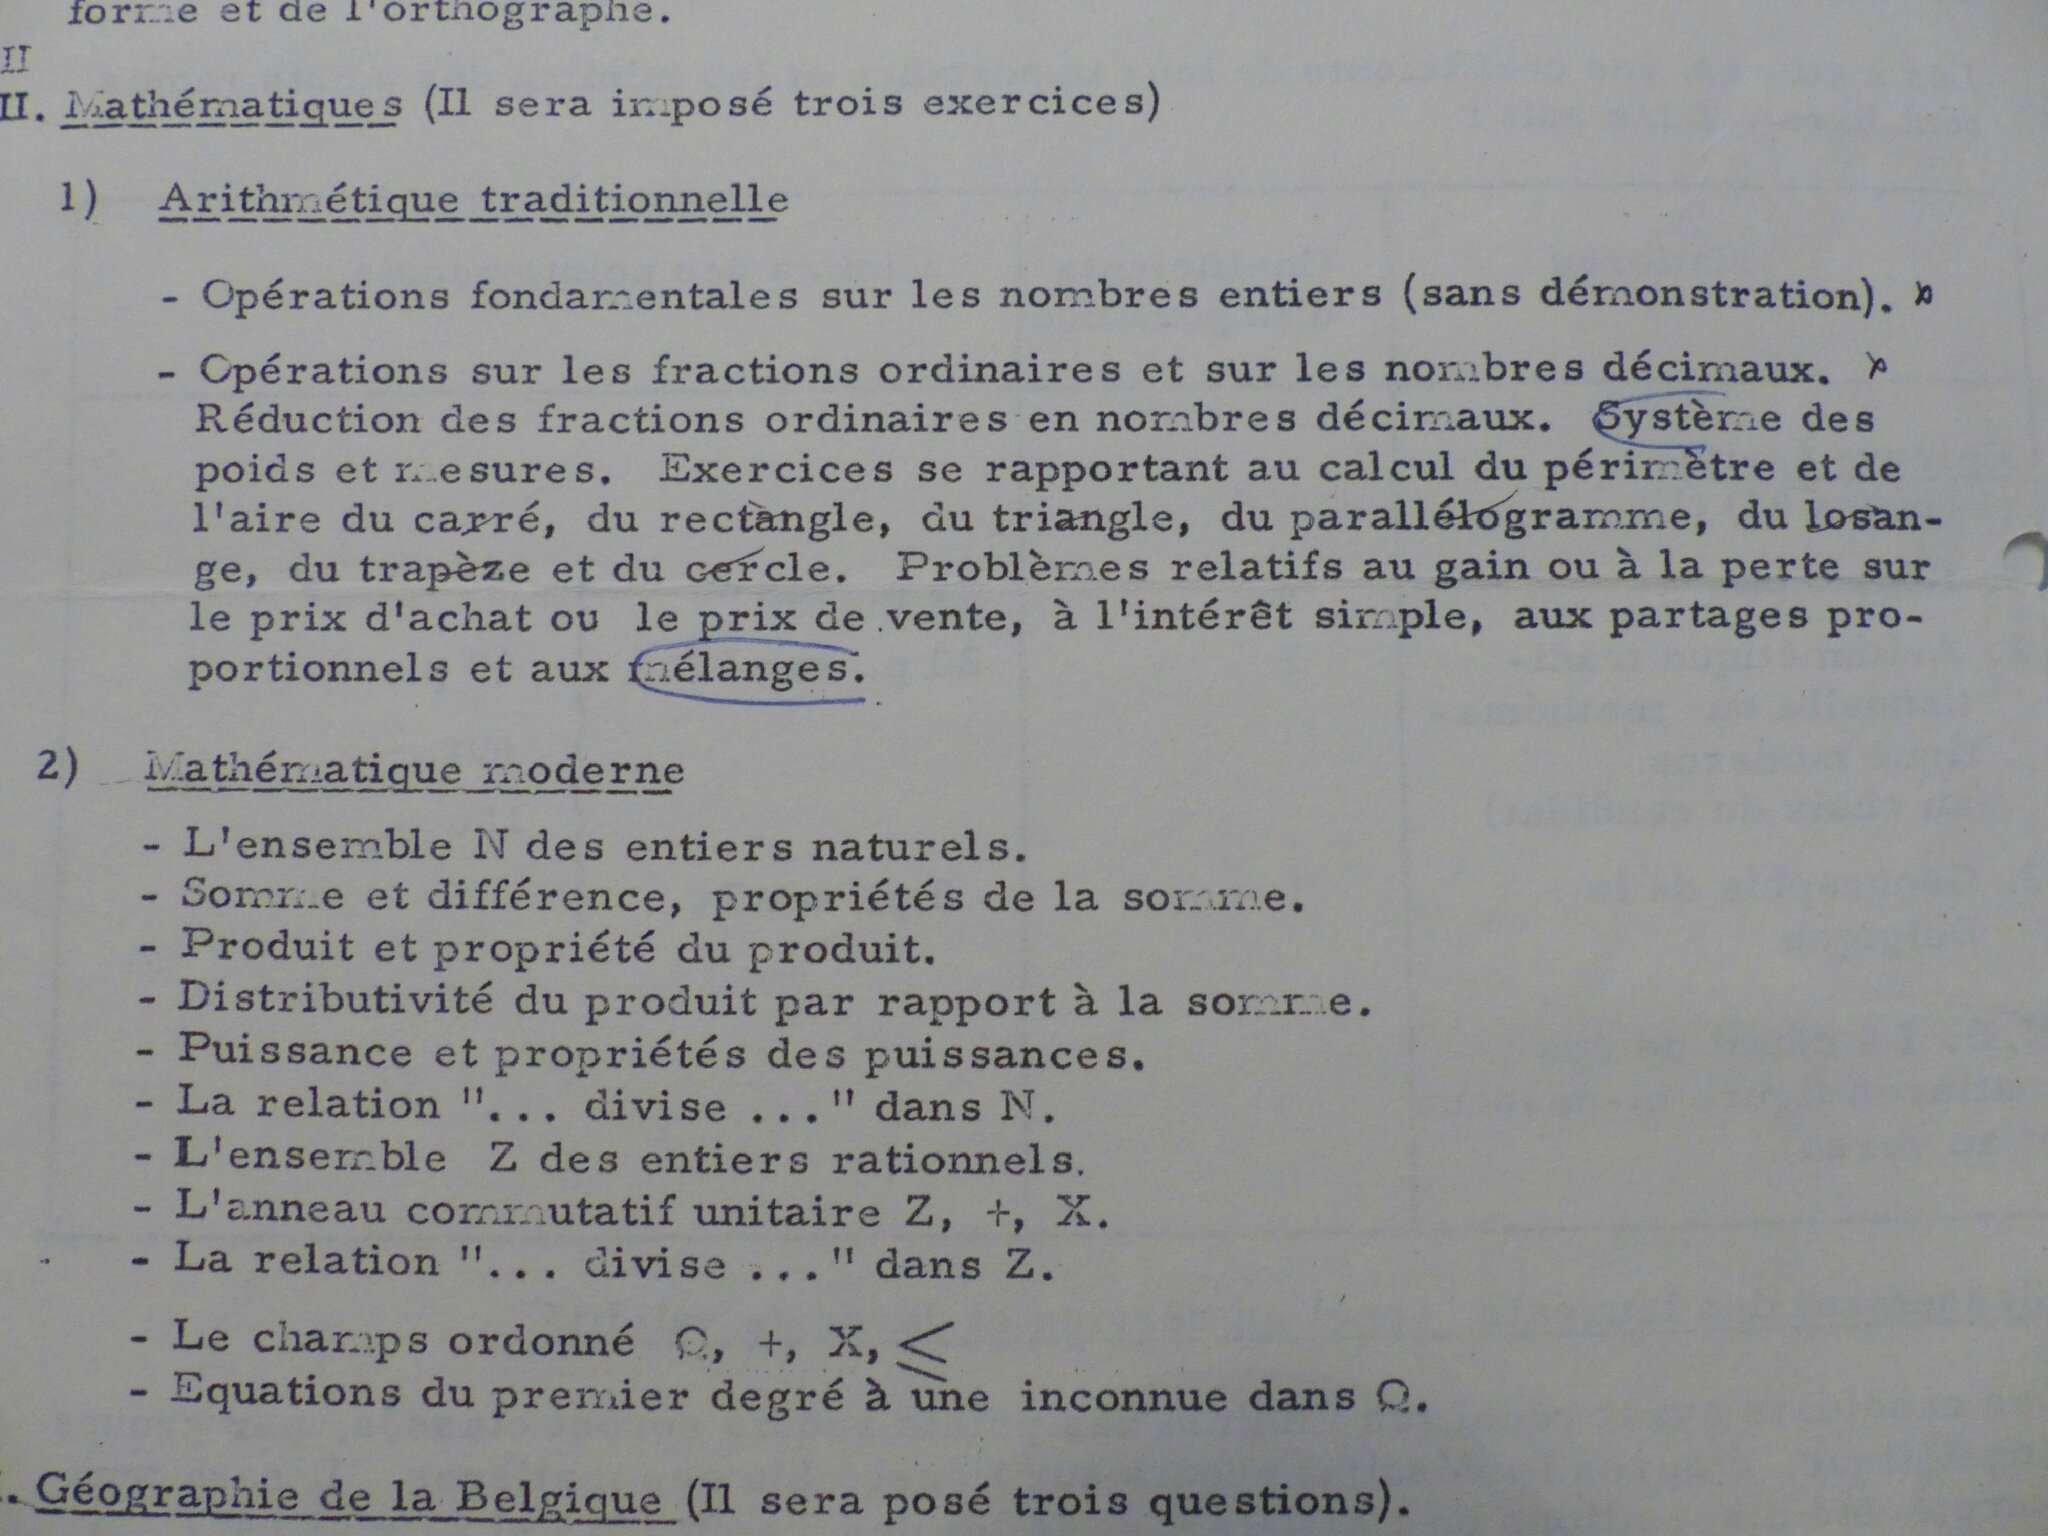 forme et de l'orthographe.
II
II. Mathématiques (Il sera imposé trois exercices)
1) Arithmétique traditionnelle
- Opérations fondamentales sur les nombres entiers (sans démonstration).
- Opérations sur les fractions ordinaires et sur les nombres décimaux.
Réduction des fractions ordinaires en nombres décimaux. Système des
poids et mesures. Exercices se rapportant au calcul du périmètre et de
l'aire du carré, du rectangle, du triangle, du parallélogramme, du losan-
ge, du trapèze et du cercle. Problèmes relatifs au gain ou à la perte sur
le prix d'achat ou le prix de vente, à l'intérêt simple, aux partages pro-
portionnels et aux mélanges.
2) Mathématique moderne
- L'ensemble N des entiers naturels.
- Somme et différence, propriétés de la somme.
- Produit et propriété du produit.
- Distributivité du produit par rapport à la somme.
- Puissance et propriétés des puissances.
- La relation "... divise ..." dans N.
- L'ensemble Z des entiers rationnels.
- L'anneau commutatif unitaire Z, +, X.
- La relation "... divise ..." dans Z.
- Le champs ordonné Q, +, X, ≤
- Equations du premier degré à une inconnue dans Q.
. Géographie de la Belgique (Il sera posé trois questions).